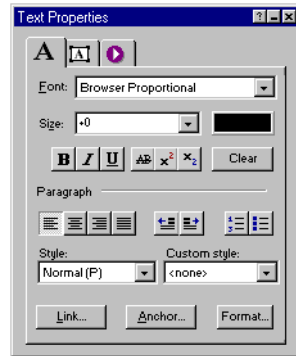 Text Properties
A A
Font: Browser Proportional
Size: +0
B I U AB x² x₂ Clear
Paragraph
Style: Custom style:
Normal (P) <none>
Link... Anchor... Format...